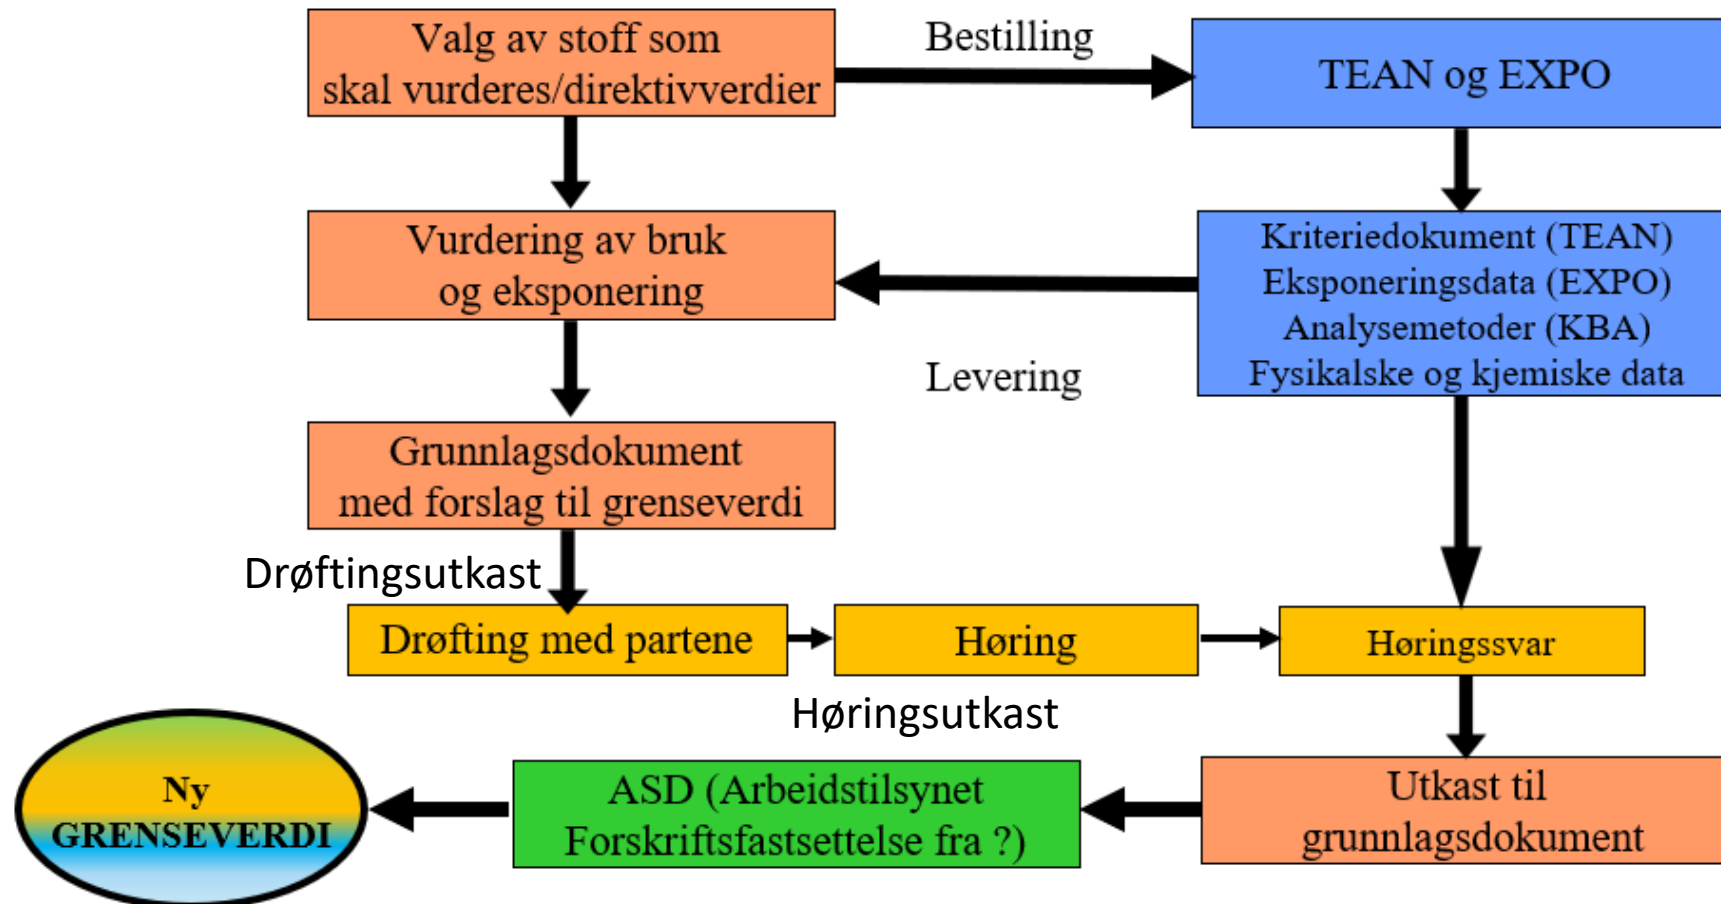 Valg av stoff som
skal vurderes/direktivverdier
Bestilling
TEAN og EXPO
Vurdering av bruk
og eksponering
Kriteriedokument (TEAN)
Eksponeringsdata (EXPO)
Analysemetoder (KBA)
Fysikalske og kjemiske data
Levering
Grunnlagsdokument
med forslag til grenseverdi
Drøftingsutkast
Drøfting med partene
Høring
Høringssvar
Høringsutkast
Ny
GRENSEVERDI
ASD (Arbeidstilsynet
Forskriftsfastsettelse fra ?)
Utkast til
grunnlagsdokument